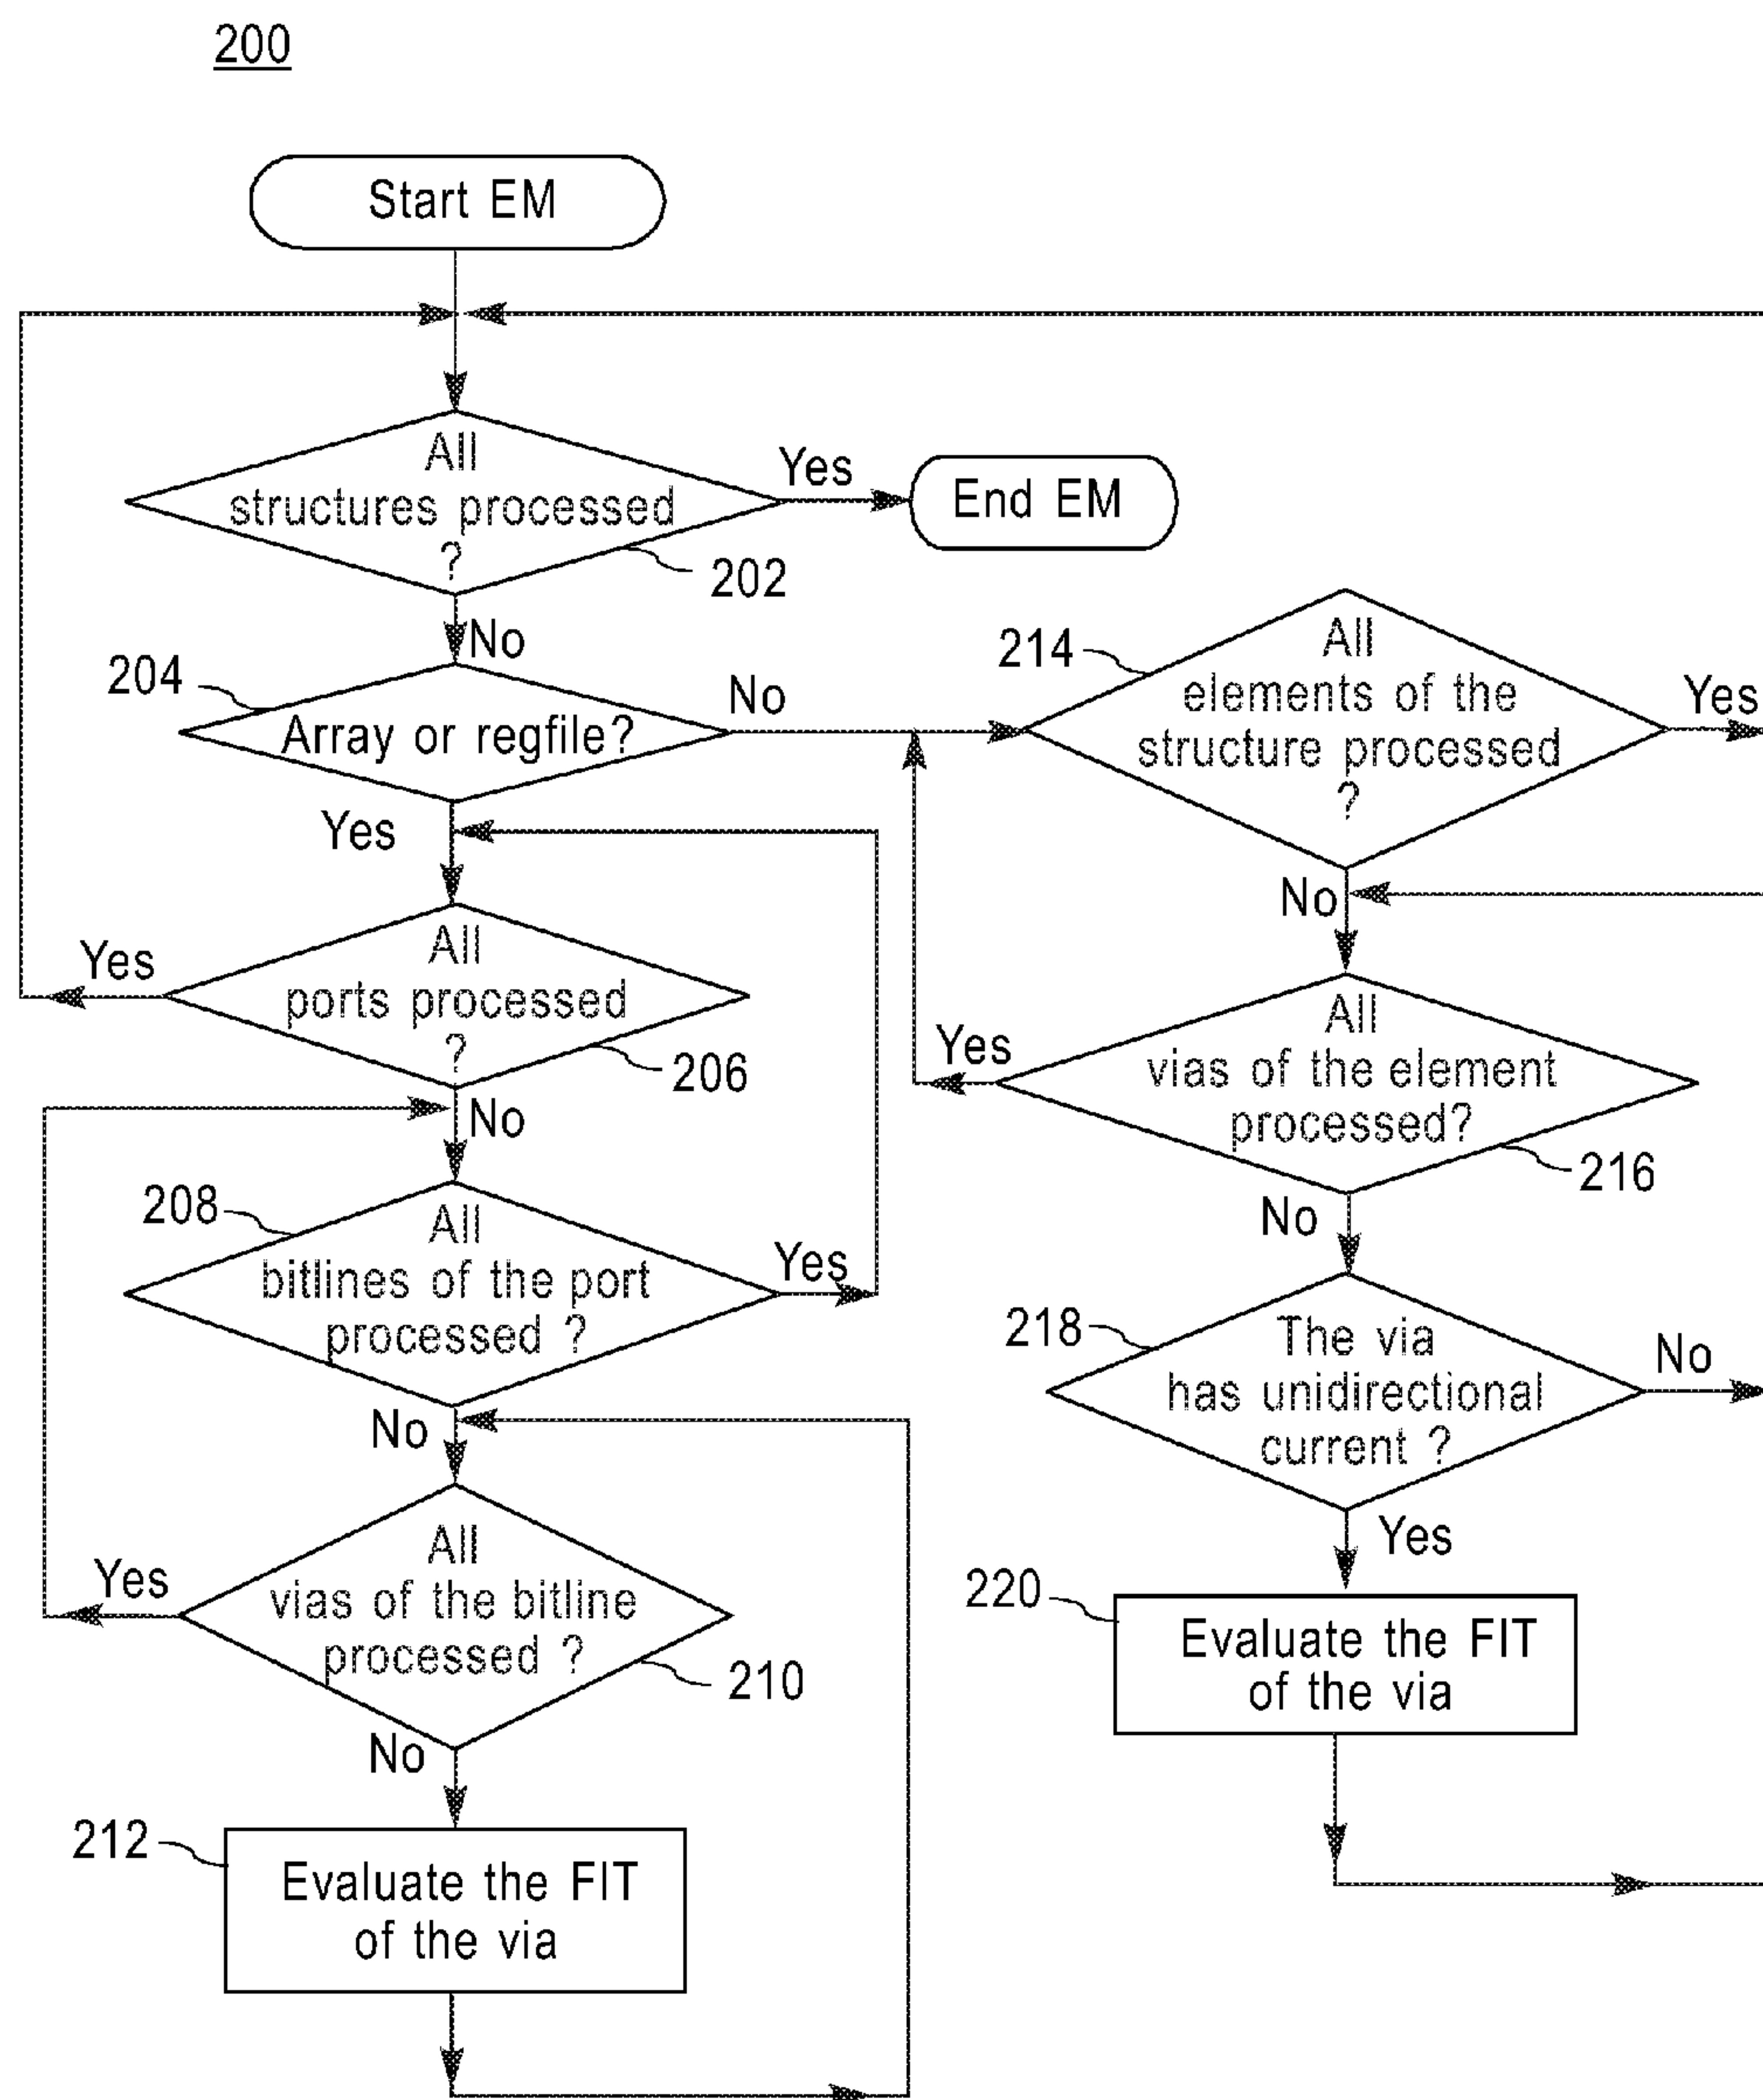 200
Start EM
All
structures processed
?
Yes
End EM
202
No
204
Array or regfile?
No
214
All
elements of the
structure processed
?
Yes
Yes
No
All
ports processed
?
Yes
206
No
All
vias of the element
processed?
Yes
216
No
208
All
bitlines of the port
processed ?
Yes
No
218
The via
has unidirectional
current ?
No
Yes
All
vias of the bitline
processed ?
Yes
210
No
220
Evaluate the FIT
of the via
212
Evaluate the FIT
of the via